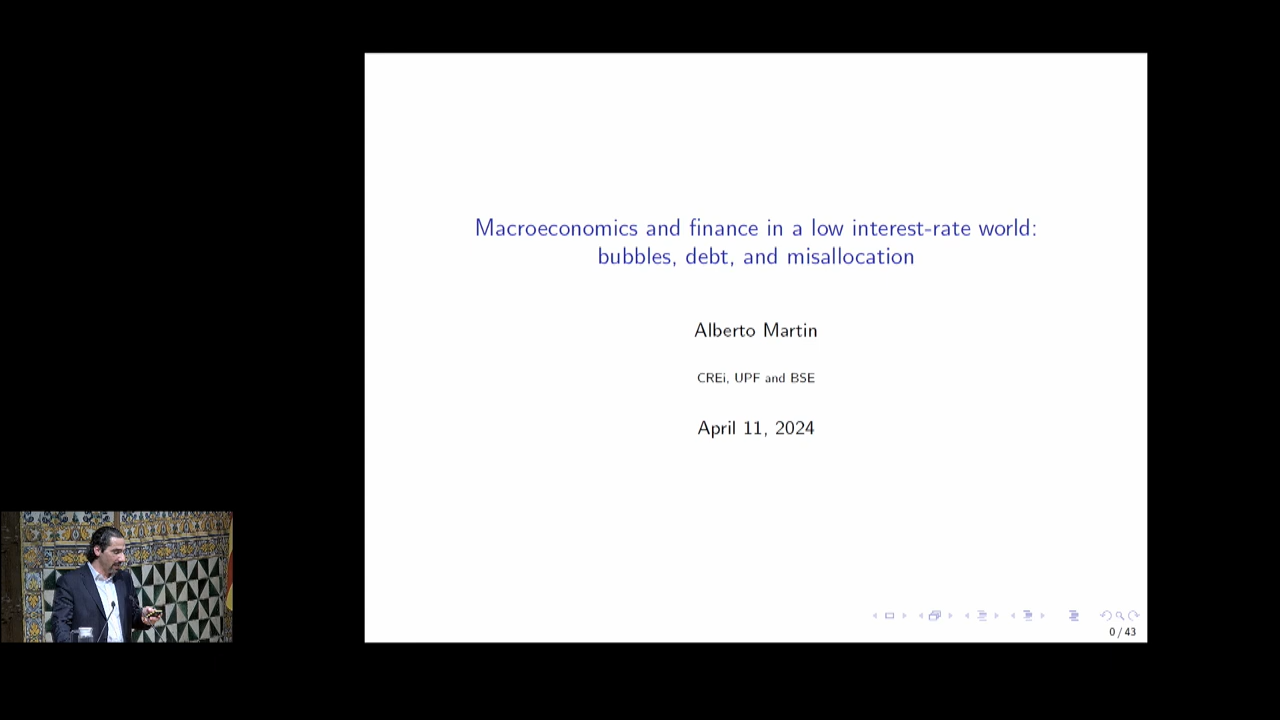 Macroeconomics and finance in a low interest-rate world:
bubbles, debt, and misallocation
Alberto Martin
CREi, UPF and BSE
April 11, 2024
0 / 43